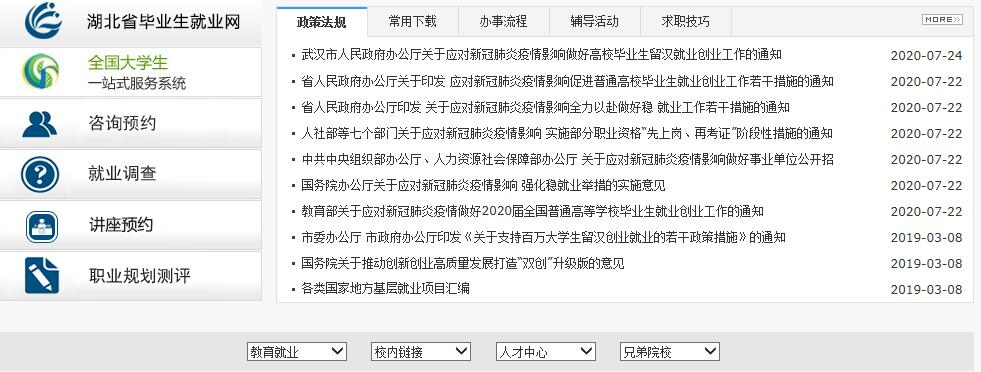 湖北省毕业生就业网
全国大学生
一站式服务系统
咨询预约
就业调查
讲座预约
职业规划测评
政策法规 常用下载 办事流程 辅导活动 求职技巧 MORE>>
武汉市人民政府办公厅关于应对新冠肺炎疫情影响做好高校毕业生留汉就业创业工作的通知 2020-07-24
省人民政府办公厅关于印发 应对新冠肺炎疫情影响促进普通高校毕业生就业创业工作若干措施的通知 2020-07-22
省人民政府办公厅印发 关于应对新冠肺炎疫情影响全力以赴做好稳 就业工作若干措施的通知 2020-07-22
人社部等七个部门关于应对新冠肺炎疫情影响 实施部分职业资格“先上岗、再考证”阶段性措施的通知 2020-07-22
中共中央组织部办公厅、人力资源社会保障部办公厅 关于应对新冠肺炎疫情影响做好事业单位公开招 2020-07-22
国务院办公厅关于应对新冠肺炎疫情影响 强化稳就业举措的实施意见 2020-07-22
教育部关于应对新冠肺炎疫情做好2020届全国普通高等学校毕业生就业创业工作的通知 2020-07-22
市委办公厅 市政府办公厅印发《关于支持百万大学生留汉创业就业的若干政策措施》的通知 2019-03-08
国务院关于推动创新创业高质量发展打造“双创”升级版的意见 2019-03-08
各类国家地方基层就业项目汇编 2019-03-08
教育就业 校内链接 人才中心 兄弟院校